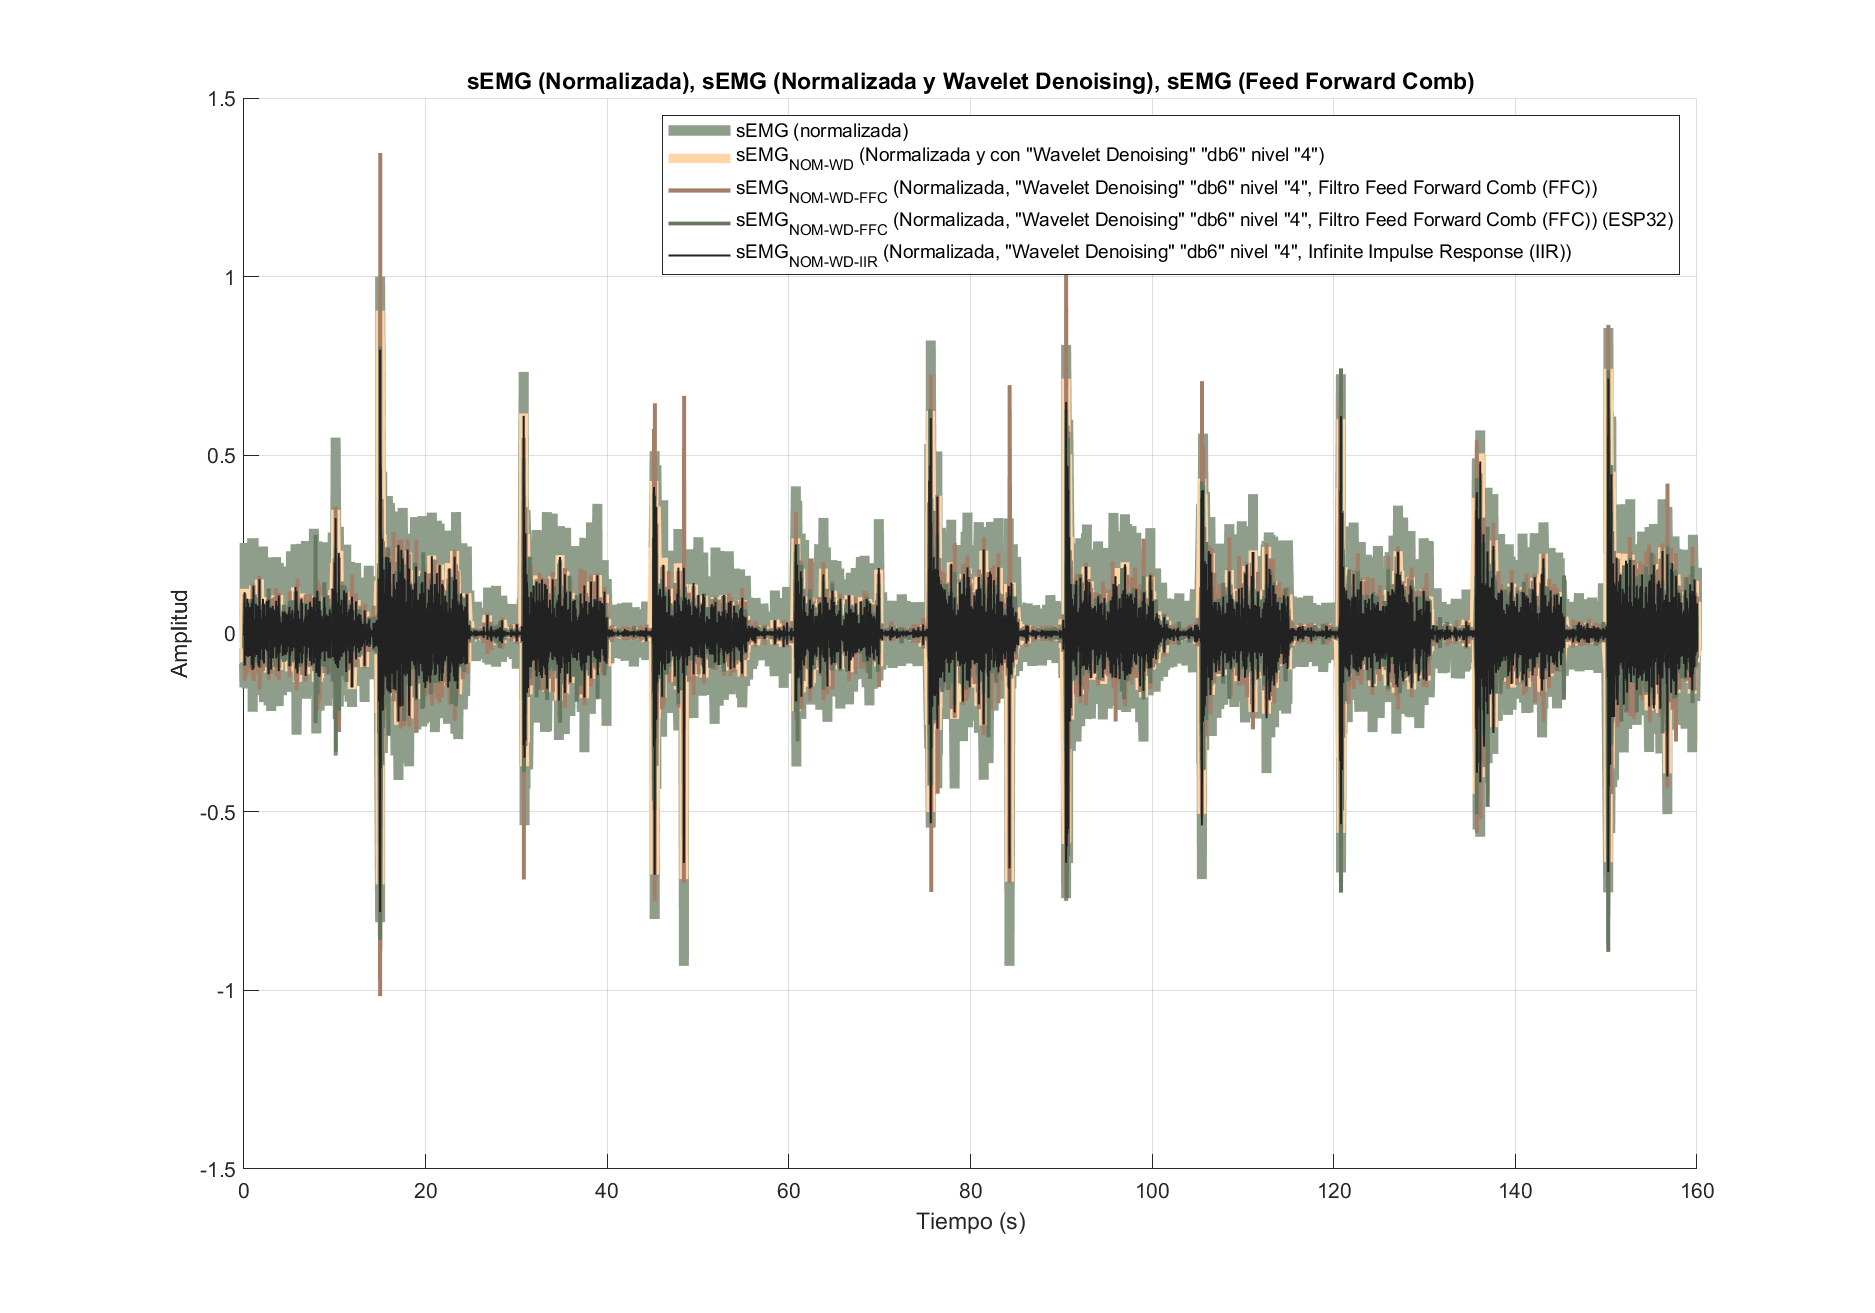 sEMG (Normalizada), sEMG (Normalizada y Wavelet Denoising), sEMG (Feed Forward Comb)
sEMG (normalizada)
sEMG_NOM-WD (Normalizada y con "Wavelet Denoising" "db6" nivel "4")
sEMG_NOM-WD-FFC (Normalizada, "Wavelet Denoising" "db6" nivel "4", Filtro Feed Forward Comb (FFC))
sEMG_NOM-WD-FFC (Normalizada, "Wavelet Denoising" "db6" nivel "4", Filtro Feed Forward Comb (FFC)) (ESP32)
sEMG_NOM-WD-IIR (Normalizada, "Wavelet Denoising" "db6" nivel "4", Infinite Impulse Response (IIR))
1.5
1
0.5
0
-0.5
-1
-1.5
Amplitud
0 20 40 60 80 100 120 140 160
Tiempo (s)